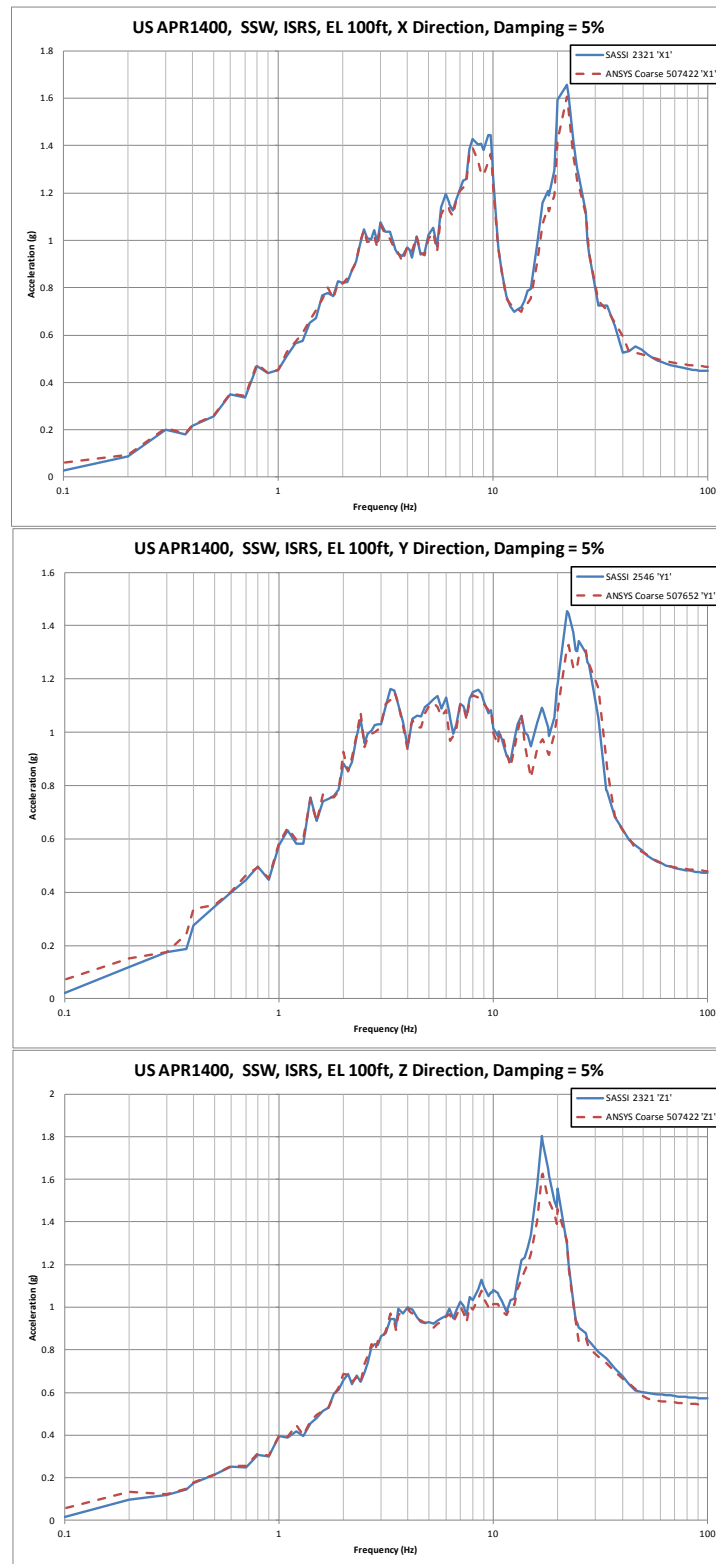 US APR1400,  SSW, ISRS, EL 100ft, X Direction, Damping = 5%
SASSI 2321 'X1'
ANSYS Coarse 507422 'X1'
1.8
1.6
1.4
1.2
1
0.8
0.6
0.4
0.2
0
Acceleration (g)
0.1 1 10 100
Frequency (Hz)
US APR1400,  SSW, ISRS, EL 100ft, Y Direction, Damping = 5%
SASSI 2546 'Y1'
ANSYS Coarse 507652 'Y1'
1.6
1.4
1.2
1
0.8
0.6
0.4
0.2
0
Acceleration (g)
0.1 1 10 100
Frequency (Hz)
US APR1400,  SSW, ISRS, EL 100ft, Z Direction, Damping = 5%
SASSI 2321 'Z1'
ANSYS Coarse 507422 'Z1'
2
1.8
1.6
1.4
1.2
1
0.8
0.6
0.4
0.2
0
Acceleration (g)
0.1 1 10 100
Frequency (Hz)